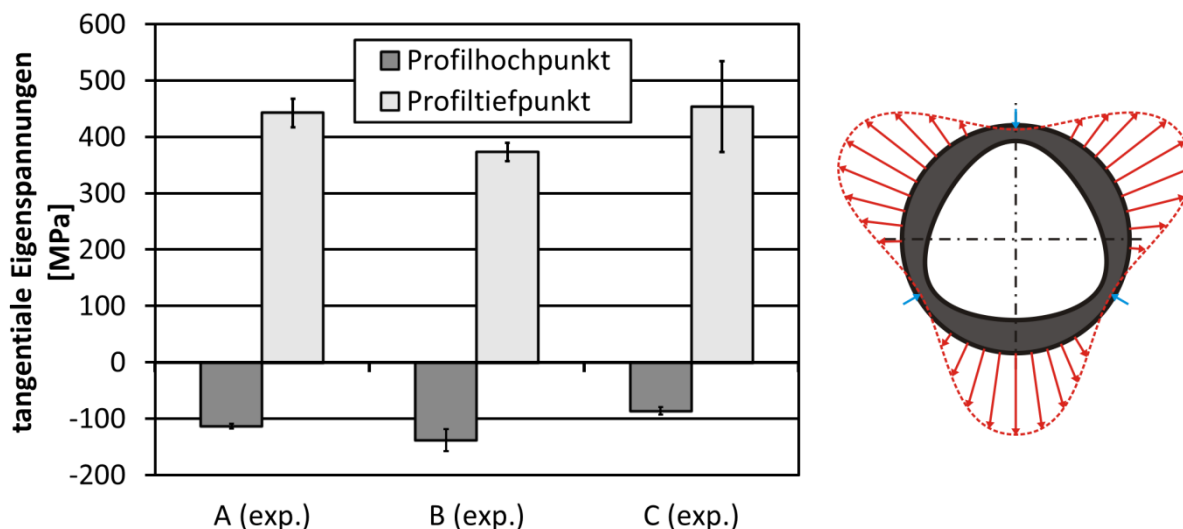 tangentiale Eigenspannungen
[MPa]
600
500
400
300
200
100
0
-100
-200
Profilhochpunkt
Profiltiefpunkt
A (exp.)
B (exp.)
C (exp.)